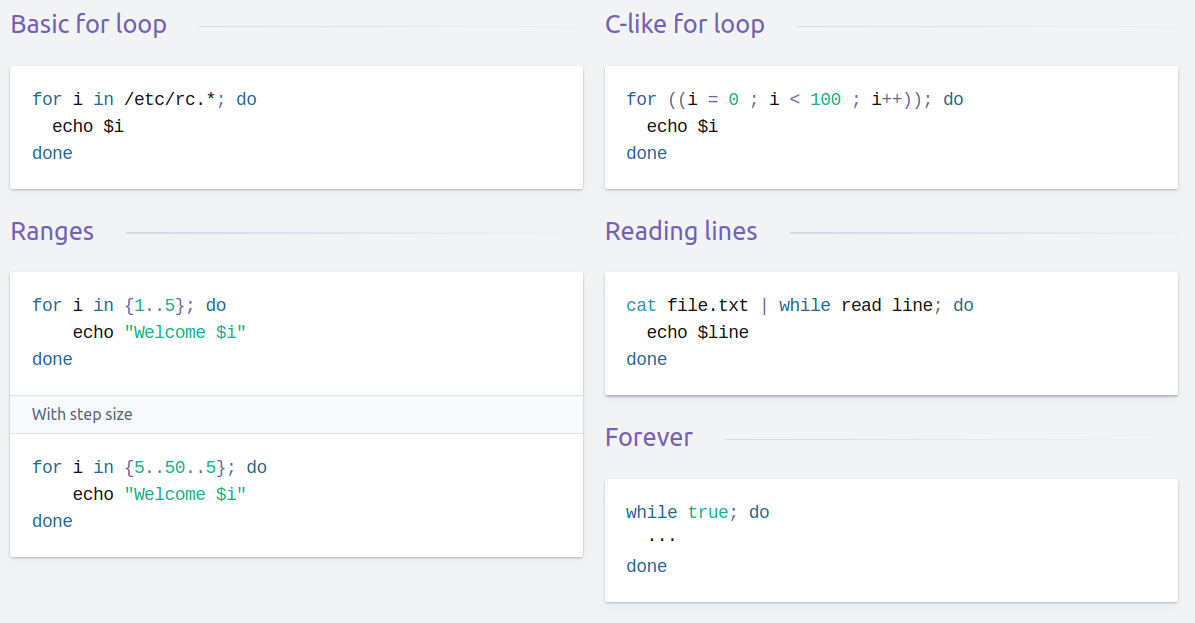 Basic for loop
for i in /etc/rc.*; do
  echo $i
done
Ranges
for i in {1..5}; do
    echo "Welcome $i"
done
With step size
for i in {5..50..5}; do
    echo "Welcome $i"
done
C-like for loop
for ((i = 0 ; i < 100 ; i++)); do
  echo $i
done
Reading lines
cat file.txt | while read line; do
  echo $line
done
Forever
while true; do
  ···
done